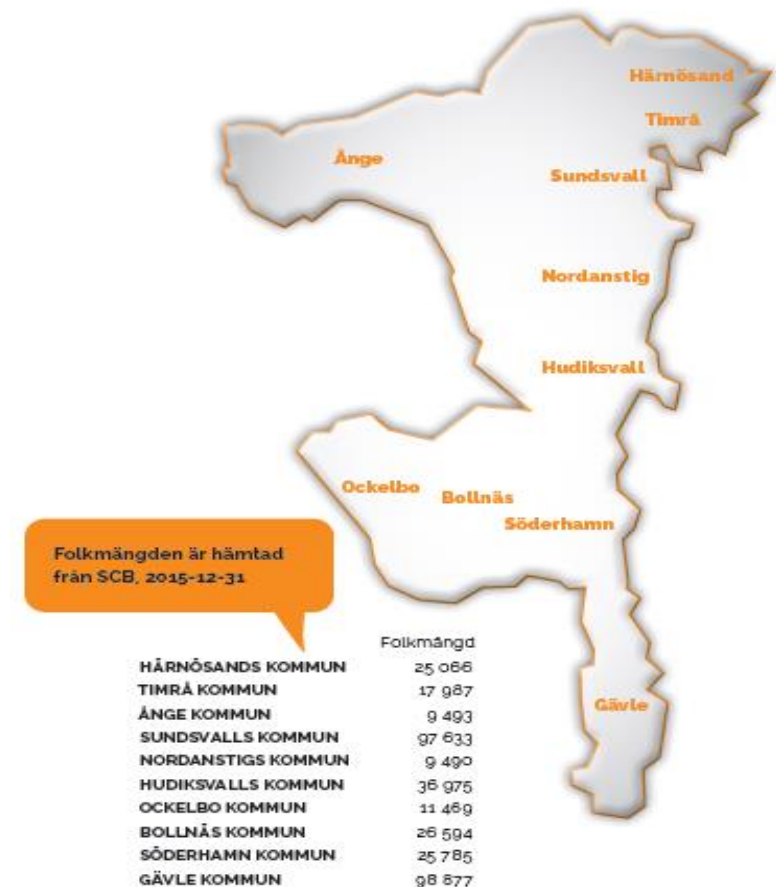 Härnösand
Timrå
Ånge
Sundsvall
Nordanstig
Hudiksvall
Ockelbo
Bollnäs
Söderhamn
Gävle
Folkmängden är hämtad
från SCB, 2015-12-31
Folkmängd
HÄRNÖSANDS KOMMUN 25 066
TIMRÅ KOMMUN 17 987
ÅNGE KOMMUN 9 493
SUNDSVALLS KOMMUN 97 633
NORDANSTIGS KOMMUN 9 490
HUDIKSVALLS KOMMUN 36 975
OCKELBO KOMMUN 11 469
BOLLNÄS KOMMUN 26 594
SÖDERHAMN KOMMUN 25 785
GÄVLE KOMMUN 98 877